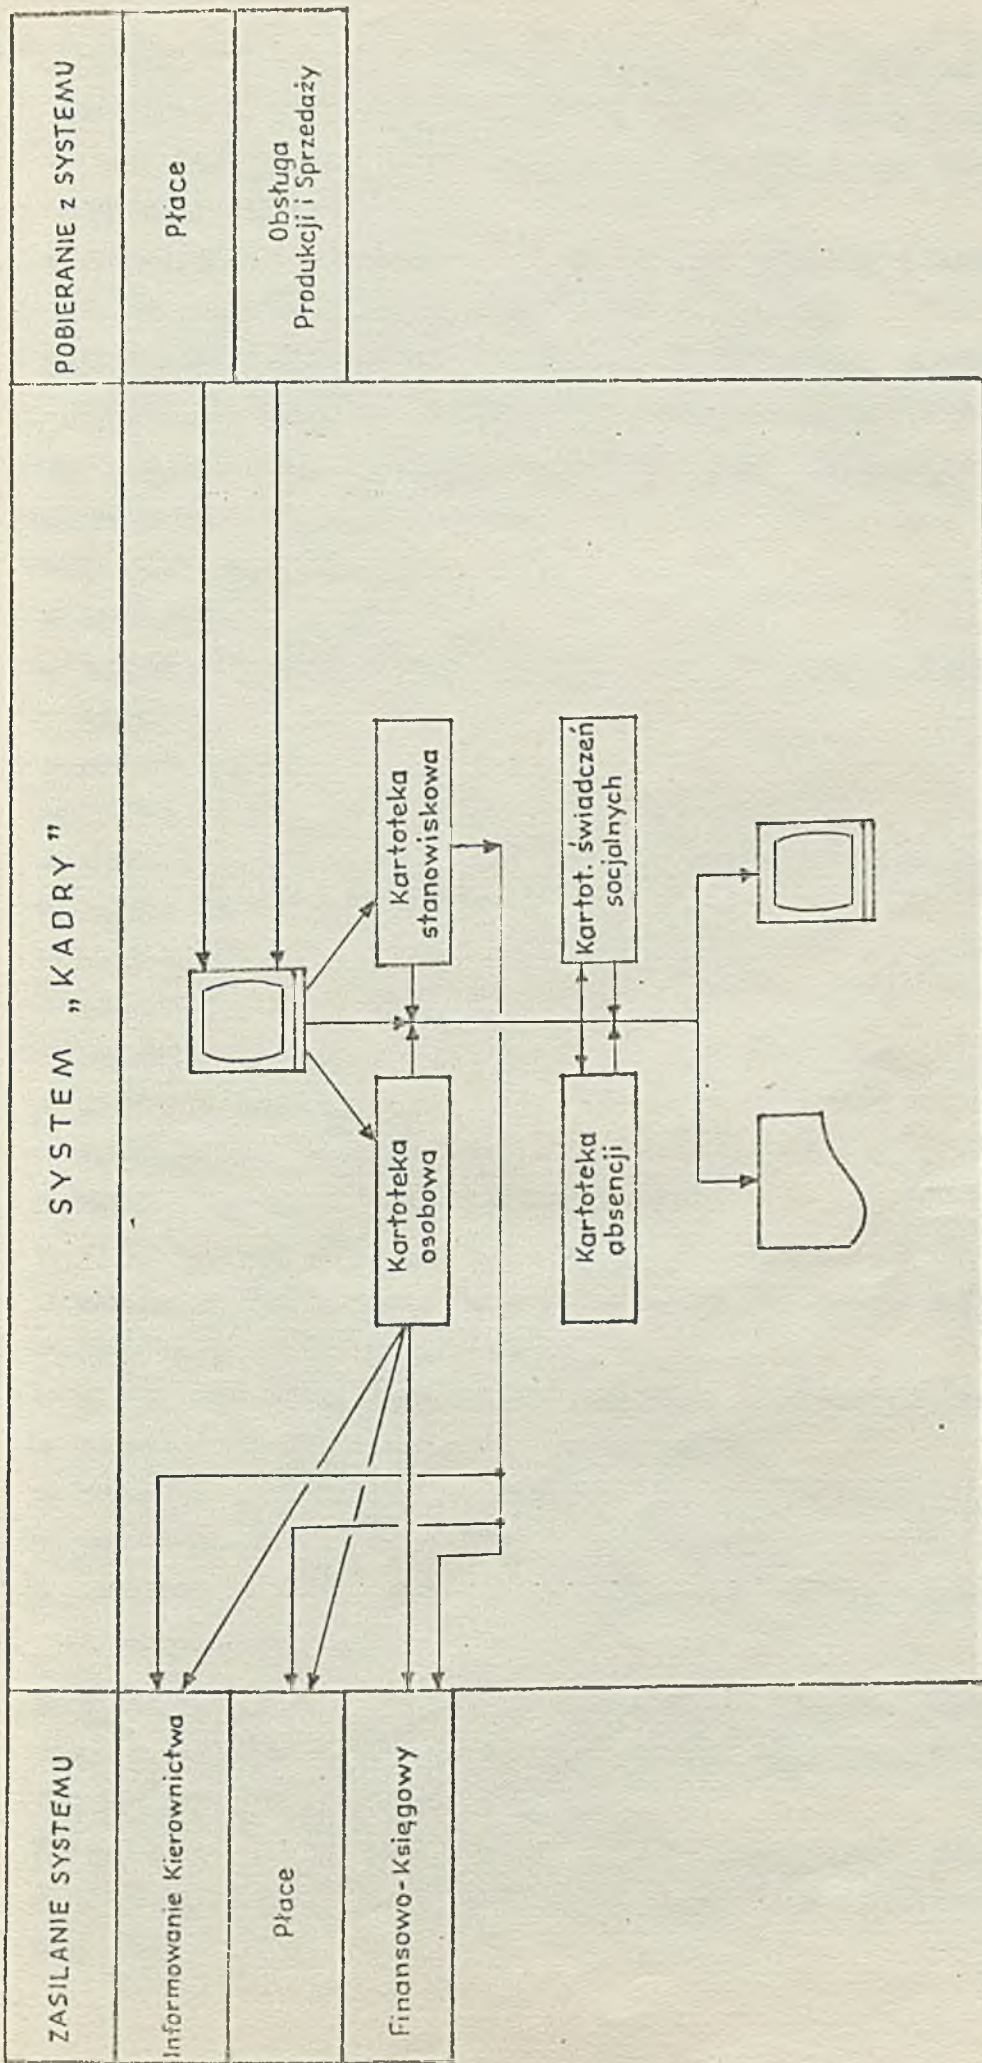 ZASILANIE SYSTEMU
SYSTEM „KADRY”
POBIERANIE z SYSTEMU
Informowanie Kierownictwa
Płace
Finansowo-Księgowy
Płace
Obsługa
Produkcji i Sprzedaży
Kartoteka
osobowa
Kartoteka
stanowiskowa
Kartoteka
absencji
Kartot. świadczeń
socjalnych